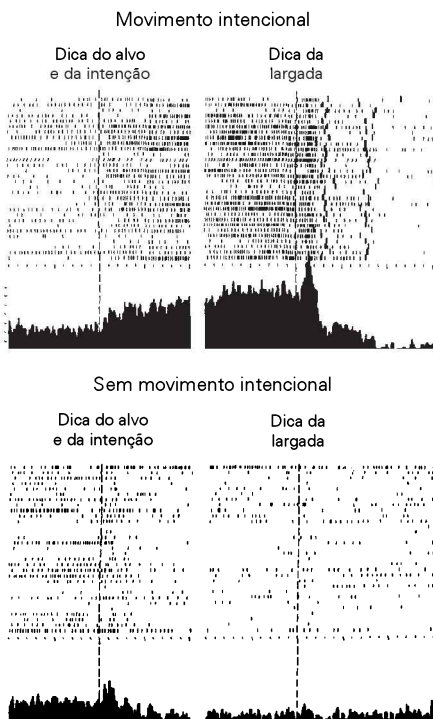 Movimento intencional
Dica do alvo
e da intenção
Dica da
largada
Sem movimento intencional
Dica do alvo
e da intenção
Dica da
largada